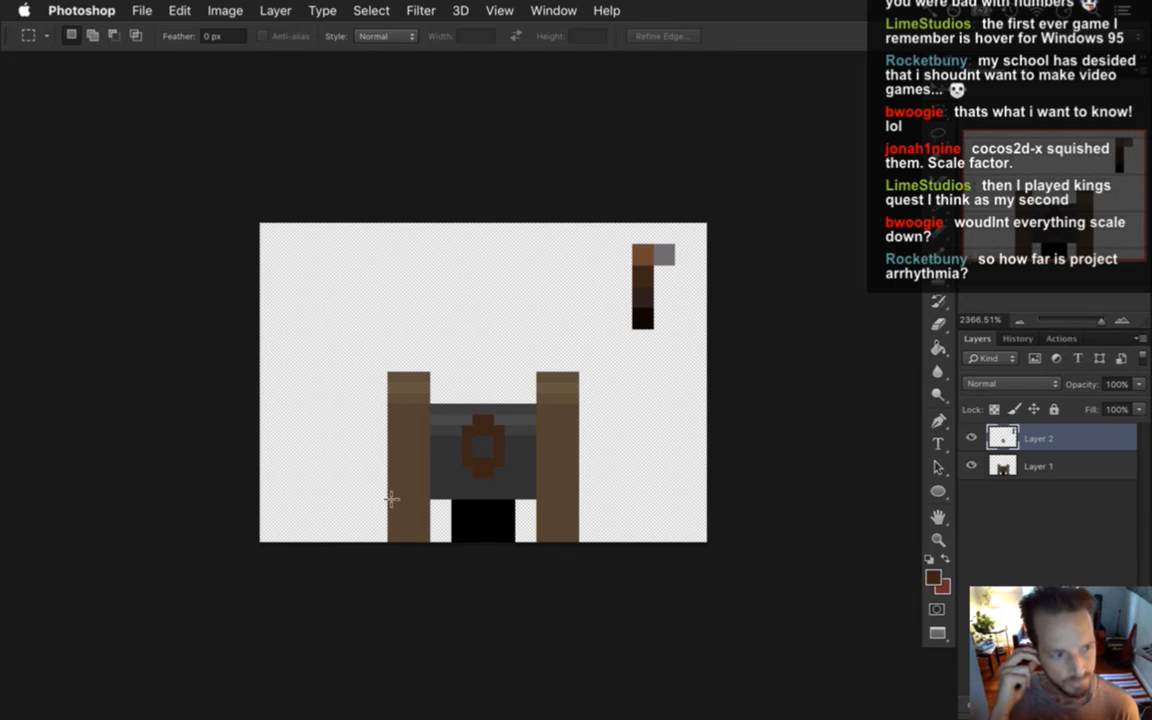 Photoshop File Edit Image Layer Type Select Filter 3D View Window Help
Feather: 0 px Anti-alias Style: Normal Width: Height: Refine Edge...
you were bad with numbers
LimeStudios the first ever game I
remember is hover for Windows 95
Rocketbuny my school has desided
that i shoudnt want to make video
games...
bwoogie thats what i want to know!
lol
jonah1nine cocos2d-x squished
them. Scale factor.
LimeStudios then I played kings
quest I think as my second
bwoogie woudlnt everything scale
down?
Rocketbuny so how far is project
arrhythmia?
2366.51%
Layers History Actions
Kind
Normal Opacity: 100%
Lock: Fill: 100%
Layer 2
Layer 1